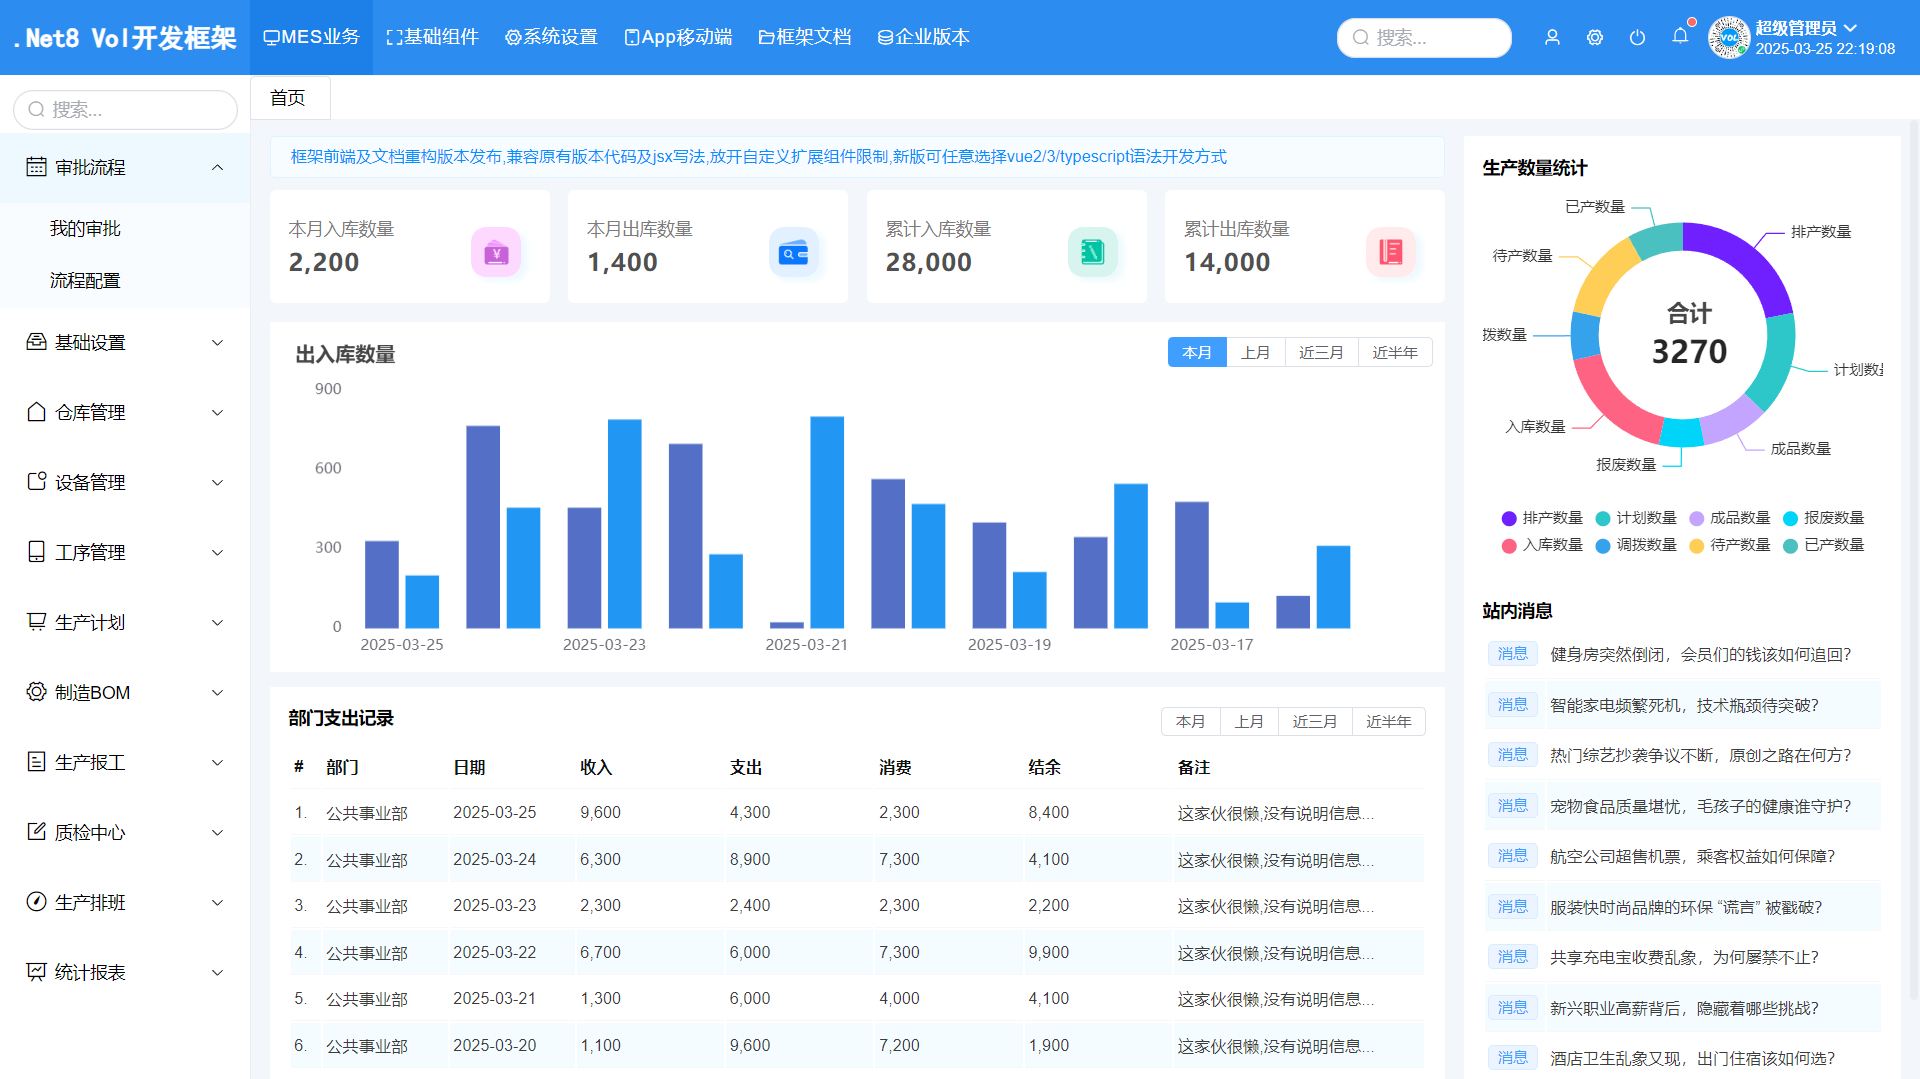 .Net8 Vol开发框架
MES业务
基础组件
系统设置
App移动端
框架文档
企业版本
搜索...
超级管理员
2025-03-25 22:19:08
搜索...
首页
审批流程
我的审批
流程配置
基础设置
仓库管理
设备管理
工序管理
生产计划
制造BOM
生产报工
质检中心
生产排班
统计报表
框架前端及文档重构版本发布,兼容原有版本代码及jsx写法,放开自定义扩展组件限制,新版可任意选择vue2/3/typescript语法开发方式
本月入库数量
2,200
本月出库数量
1,400
累计入库数量
28,000
累计出库数量
14,000
出入库数量
本月 上月 近三月 近半年
900
600
300
0
2025-03-25 2025-03-23 2025-03-21 2025-03-19 2025-03-17
部门支出记录
本月 上月 近三月 近半年
# 部门 日期 收入 支出 消费 结余 备注
1. 公共事业部 2025-03-25 9,600 4,300 2,300 8,400 这家伙很懒,没有说明信息...
2. 公共事业部 2025-03-24 6,300 8,900 7,300 4,100 这家伙很懒,没有说明信息...
3. 公共事业部 2025-03-23 2,300 2,400 2,300 2,200 这家伙很懒,没有说明信息...
4. 公共事业部 2025-03-22 6,700 6,000 7,300 9,900 这家伙很懒,没有说明信息...
5. 公共事业部 2025-03-21 1,300 6,000 4,000 4,100 这家伙很懒,没有说明信息...
6. 公共事业部 2025-03-20 1,100 9,600 7,200 1,900 这家伙很懒,没有说明信息...
生产数量统计
已产数量
排产数量
待产数量
拨数量
计划数
入库数量
成品数量
报废数量
合计
3270
排产数量 计划数量 成品数量 报废数量
入库数量 调拨数量 待产数量 已产数量
站内消息
消息 健身房突然倒闭，会员们的钱该如何追回？
消息 智能家电频繁死机，技术瓶颈待突破？
消息 热门综艺抄袭争议不断，原创之路在何方？
消息 宠物食品质量堪忧，毛孩子的健康谁守护？
消息 航空公司超售机票，乘客权益如何保障？
消息 服装快时尚品牌的环保 “谎言” 被戳破？
消息 共享充电宝收费乱象，为何屡禁不止？
消息 新兴职业高薪背后，隐藏着哪些挑战？
消息 酒店卫生乱象又现，出门住宿该如何选？